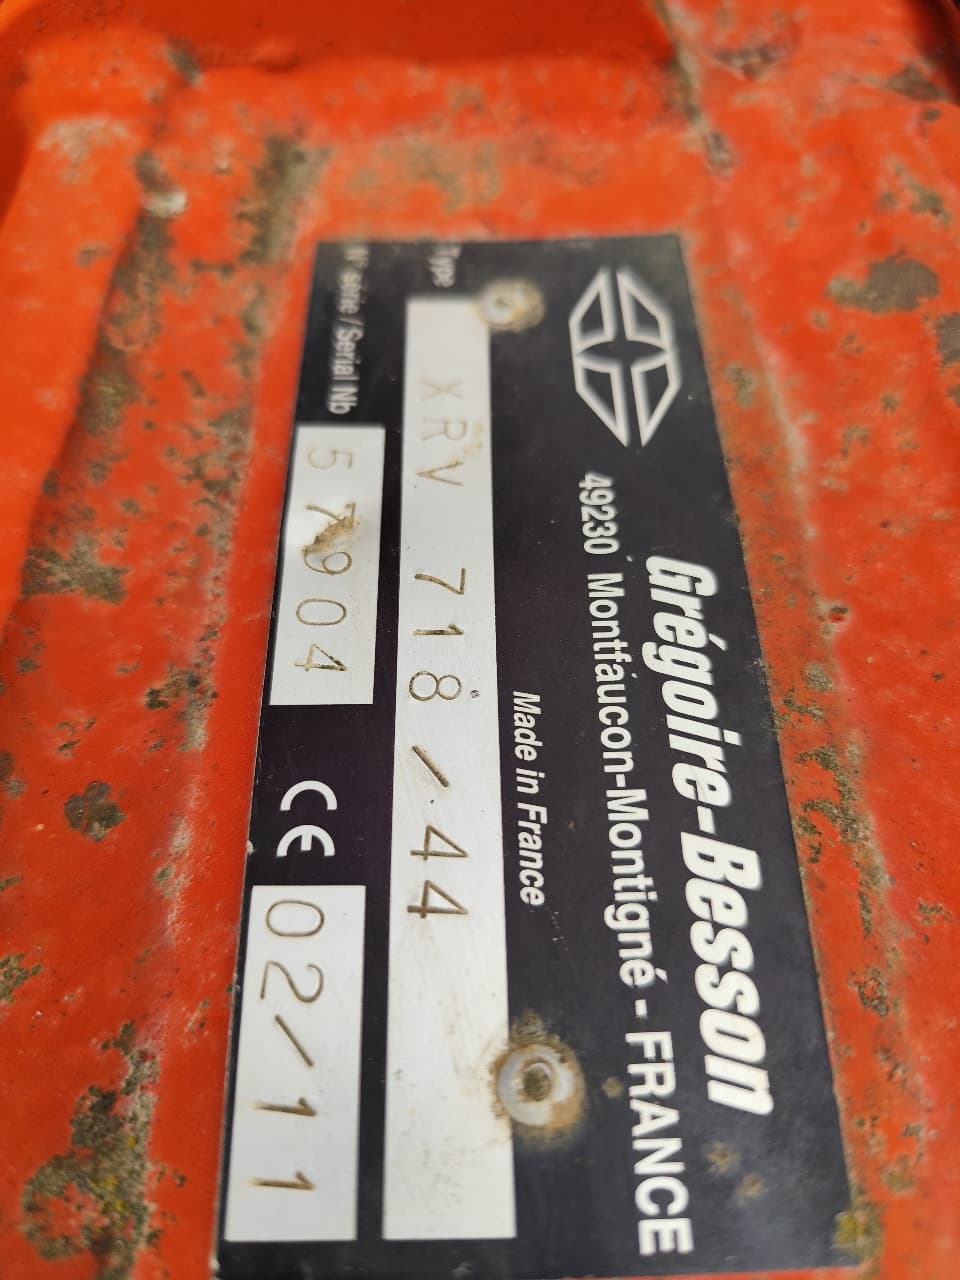 Grégoire-Besson
49230 Montfaucon-Montigné - FRANCE
Made in France
Type XRV 718/44
N° série / Serial Nb 57904 CE 02/11